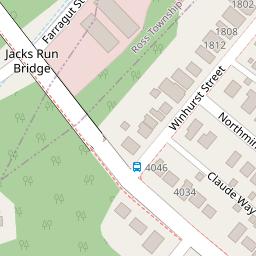 Farragut St
1802
1808
1812
Ross Township
Jacks Run
Bridge
Winhurst Street
Northmin
4046
Claude Way
4034